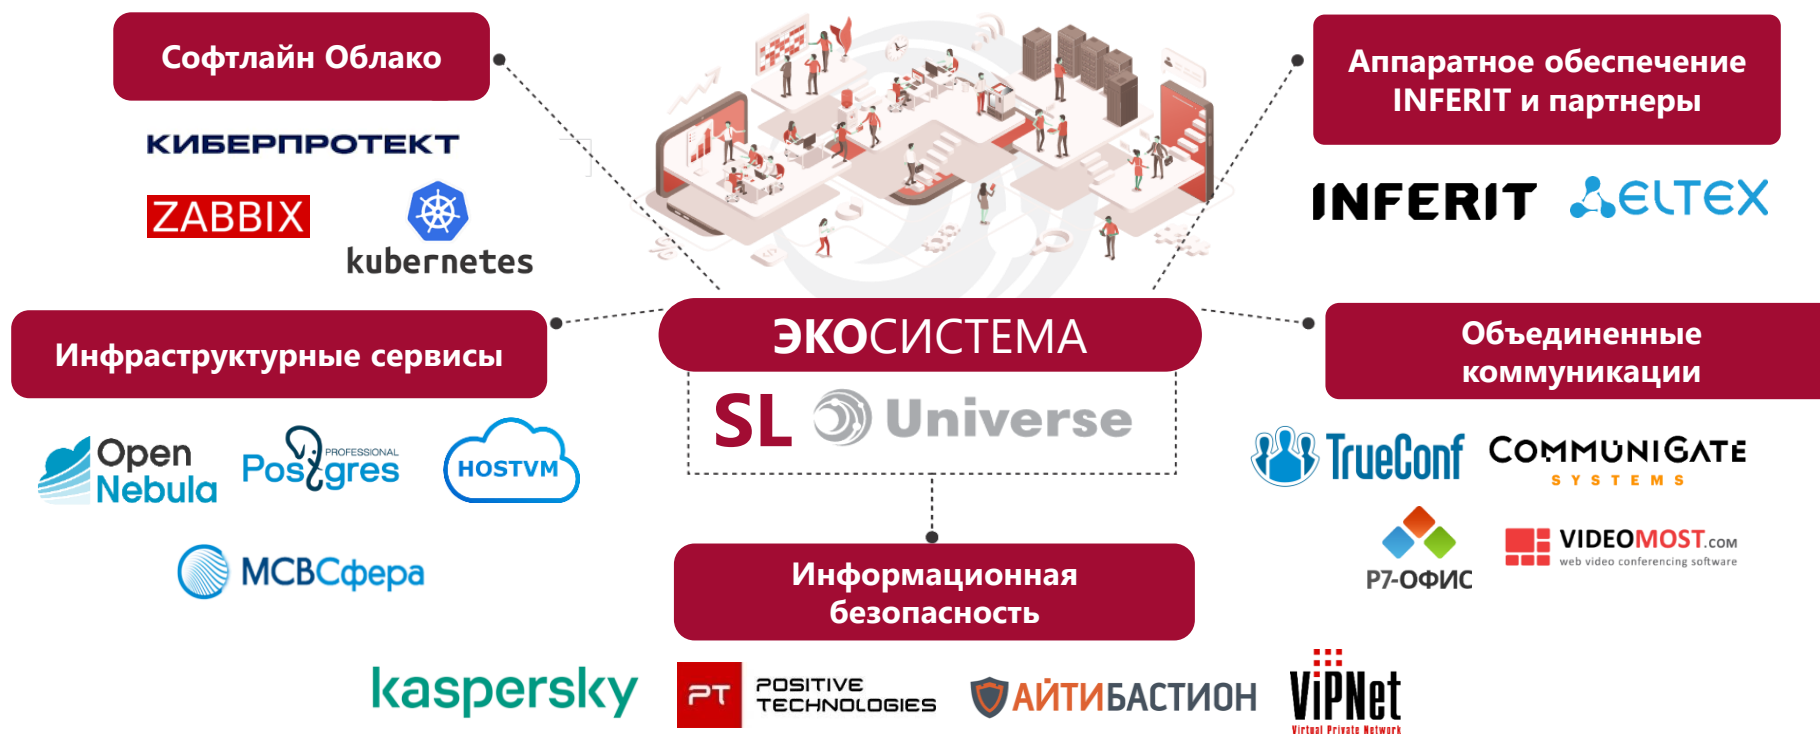 Софтлайн Облако
КИБЕРПРОТЕКТ
ZABBIX
kubernetes
Аппаратное обеспечение
INFERIT и партнеры
INFERIT
ELTEX
Инфраструктурные сервисы
Open
Nebula
PROFESSIONAL
Postgres
HOSTVM
МСВСфера
ЭКОСИСТЕМА
SL Universe
Объединенные
коммуникации
TrueConf
COMMUNIGATE
SYSTEMS
Р7-ОФИС
VIDEOMOST.COM
web video conferencing software
Информационная
безопасность
kaspersky
PT
POSITIVE
TECHNOLOGIES
АЙТИБАСТИОН
ViPNet
Virtual Private Network